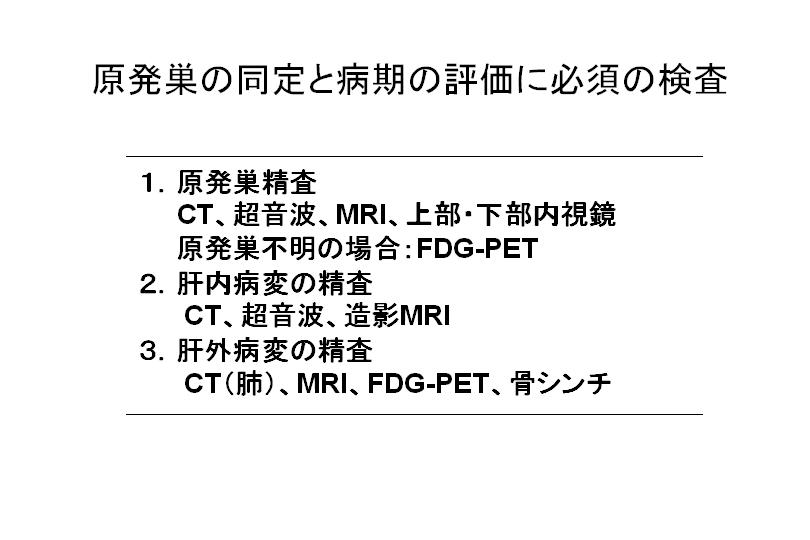 原発巣の同定と病期の評価に必須の検査
１．原発巣精査
CT、超音波、MRI、上部・下部内視鏡
原発巣不明の場合：FDG-PET
２．肝内病変の精査
CT、超音波、造影MRI
３．肝外病変の精査
CT（肺）、MRI、FDG-PET、骨シンチ